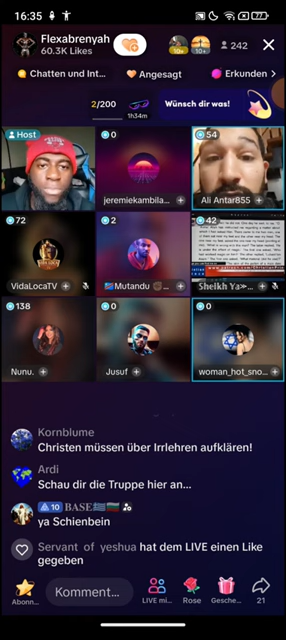 16:35
77
Flexabrenyah
60.3K Likes
10+
10+
242
Chatten und Int...
Angesagt
Erkunden
2/200
1h34m
Wünsch dir was!
Host
0
54
jeremiekambila...
Ali Antar855
72
2
42
VidaLocaTV
Mutandu
Sheikh Ya»...
138
0
0
Nunu.
Jusuf
woman_hot_sno...
Kornblume
Christen müssen über Irrlehren aufklären!
Ardi
Schau dir die Truppe hier an...
10 BASE
ya Schienbein
Servant of yeshua hat dem LIVE einen Like
gegeben
Abonn...
Komment...
LIVE mi...
Rose
Gesche...
21